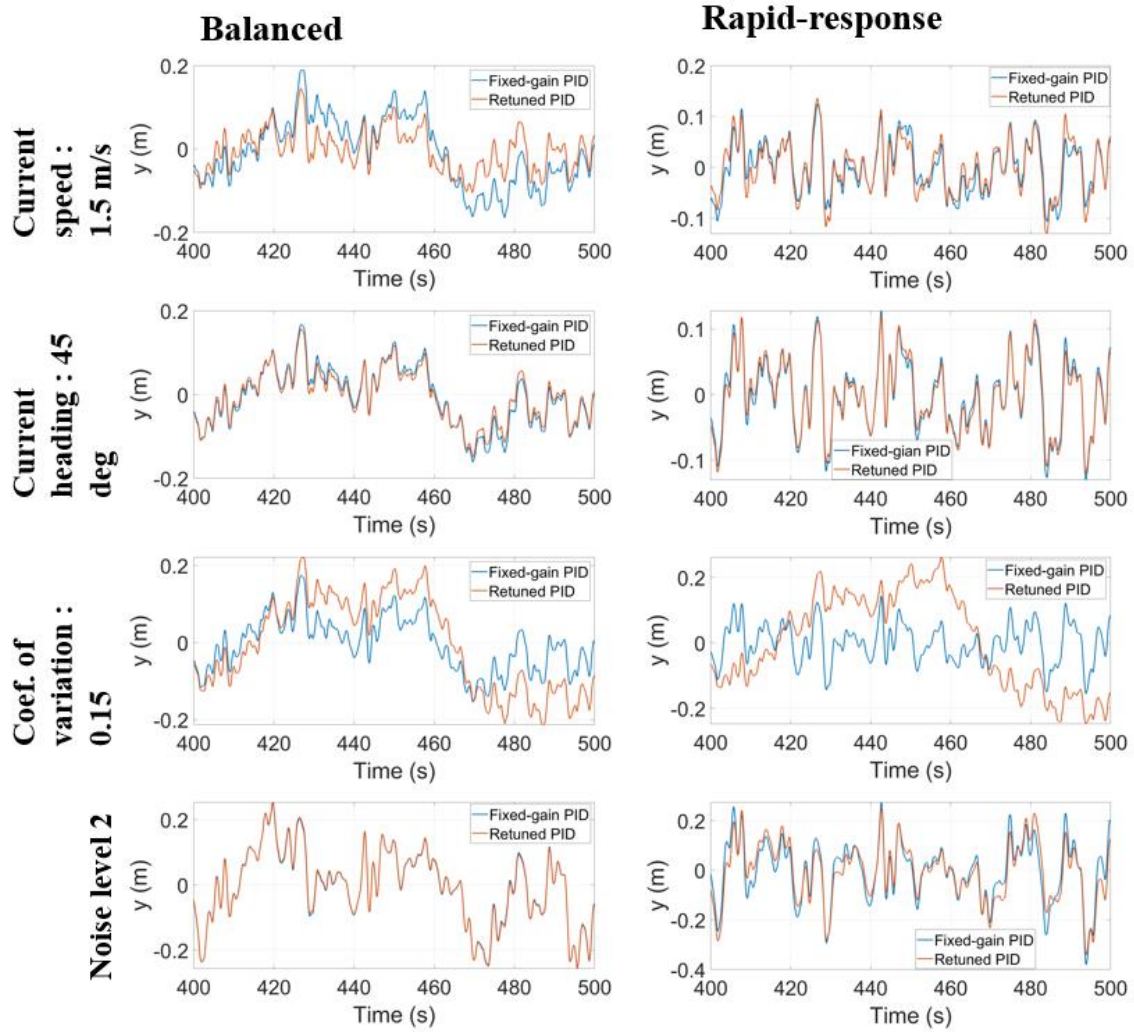 Balanced
Rapid-response
Current
speed :
1.5 m/s
0.2
0
-0.2
y (m)
400 420 440 460 480 500
Time (s)
Fixed-gain PID
Retuned PID
0.2
0.1
0
-0.1
y (m)
400 420 440 460 480 500
Time (s)
Fixed-gain PID
Retuned PID
Current
heading : 45
deg
0.2
0
-0.2
y (m)
400 420 440 460 480 500
Time (s)
Fixed-gain PID
Retuned PID
0.1
0
-0.1
y (m)
400 420 440 460 480 500
Time (s)
Fixed-gian PID
Retuned PID
Coef. of
variation :
0.15
0.2
0
-0.2
y (m)
400 420 440 460 480 500
Time (s)
Fixed-gain PID
Retuned PID
0.2
0
-0.2
y (m)
400 420 440 460 480 500
Time (s)
Fixed-gain PID
Retuned PID
Noise level 2
0.2
0
-0.2
y (m)
400 420 440 460 480 500
Time (s)
Fixed-gain PID
Retuned PID
0.2
0
-0.2
-0.4
y (m)
400 420 440 460 480 500
Time (s)
Fixed-gain PID
Retuned PID